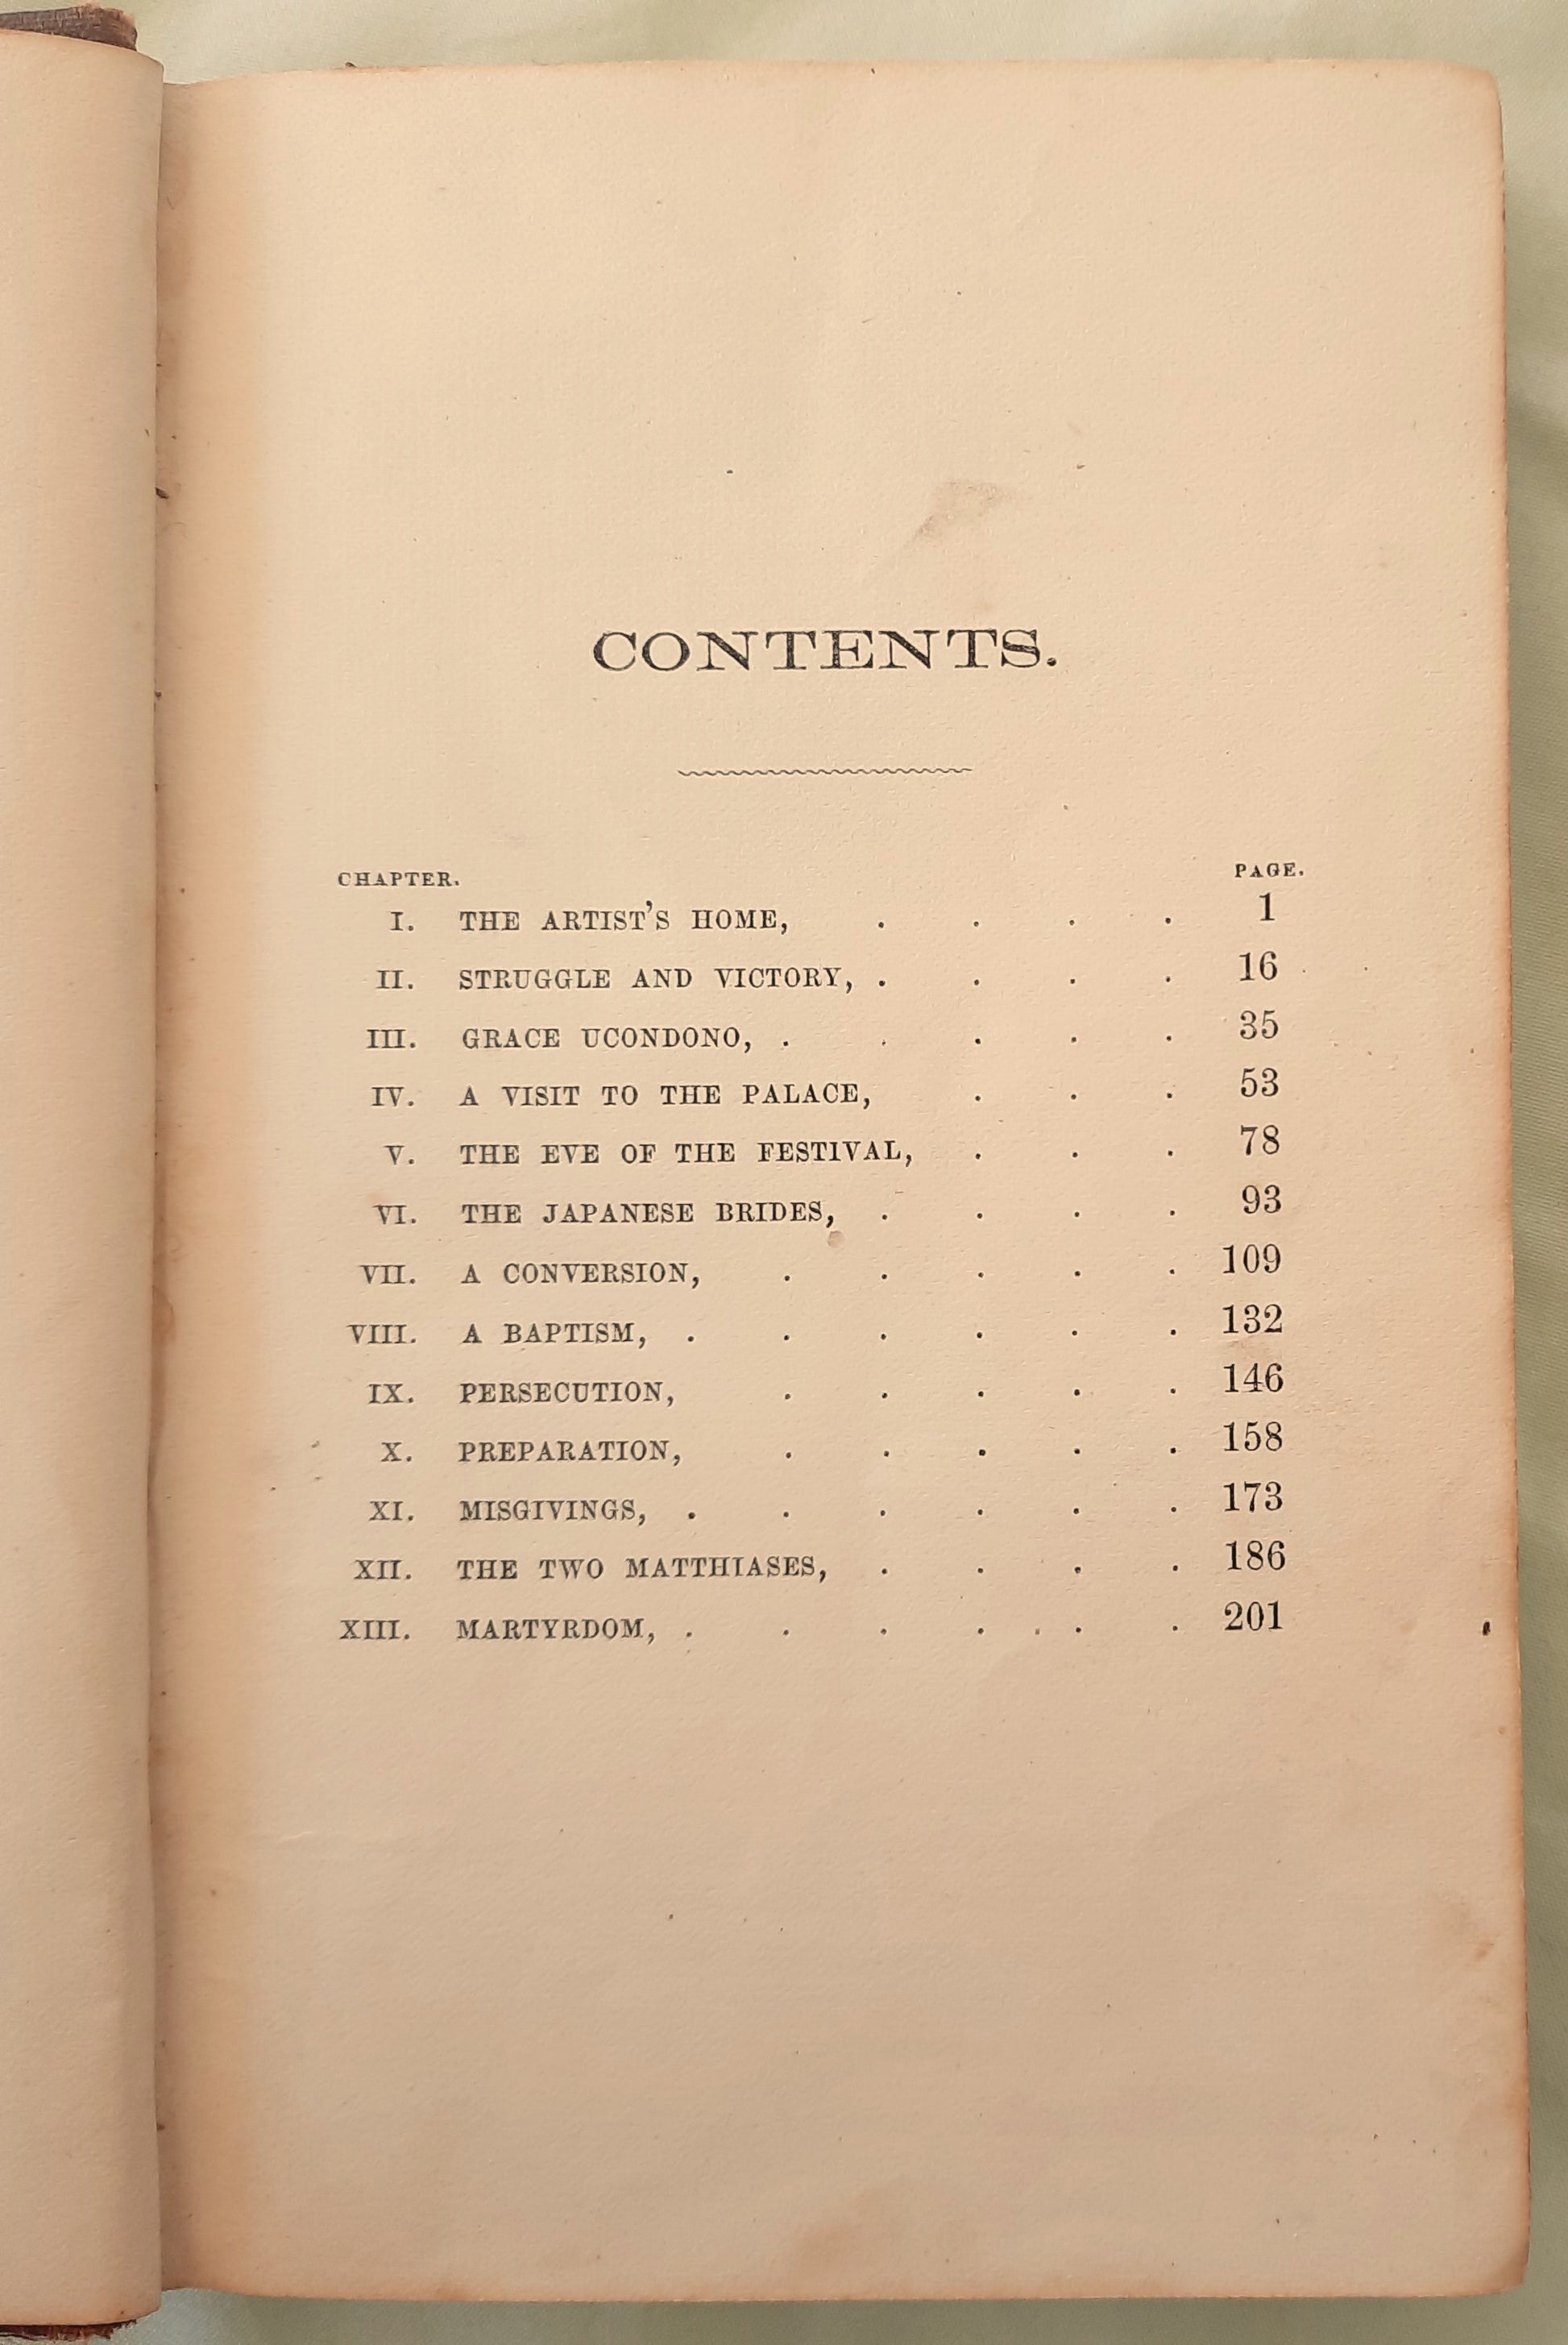 CONTENTS.
CHAPTER. PAGE.
I. THE ARTIST'S HOME, . . . . 1
II. STRUGGLE AND VICTORY, . . . . 16
III. GRACE UCONDONO, . . . . . 35
IV. A VISIT TO THE PALACE, . . . 53
V. THE EVE OF THE FESTIVAL, . . . 78
VI. THE JAPANESE BRIDES, . . . . 93
VII. A CONVERSION, . . . . . 109
VIII. A BAPTISM, . . . . . . 132
IX. PERSECUTION, . . . . . 146
X. PREPARATION, . . . . . 158
XI. MISGIVINGS, . . . . . . 173
XII. THE TWO MATTHIASES, . . . . 186
XIII. MARTYRDOM, . . . . . . 201